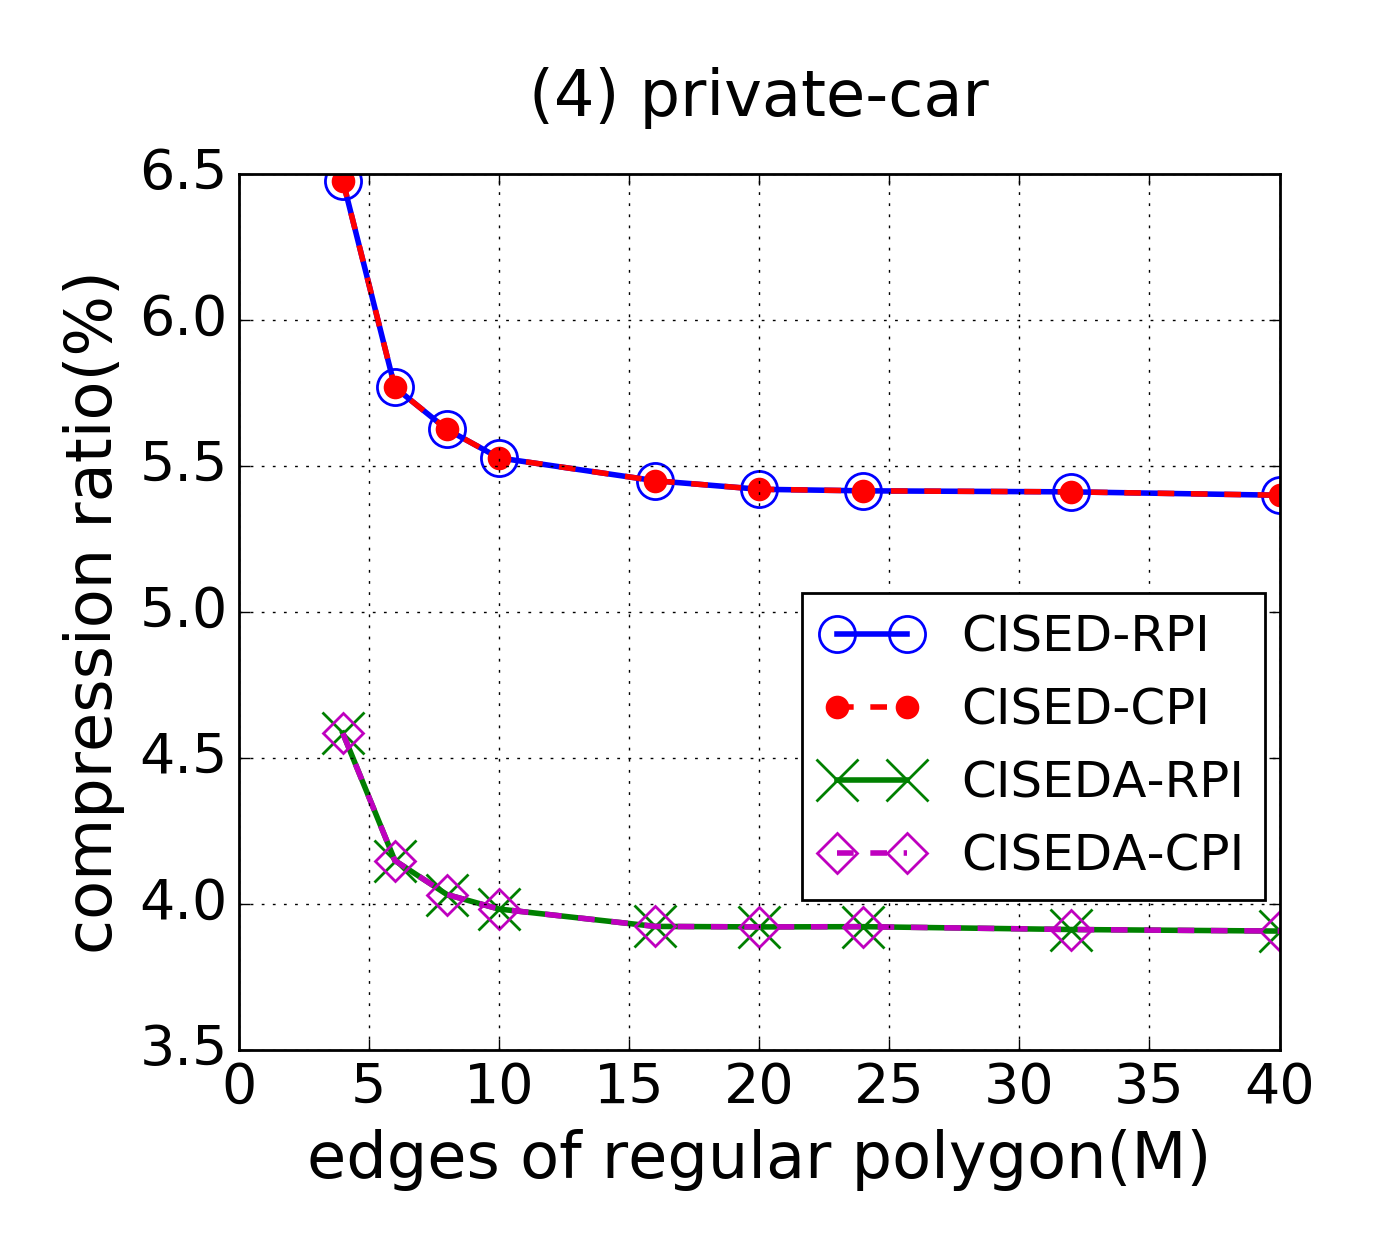 (4) private-car
compression ratio(%)
6.5
6.0
5.5
5.0
4.5
4.0
3.5
CISED-RPI
CISED-CPI
CISEDA-RPI
CISEDA-CPI
0 5 10 15 20 25 30 35 40
edges of regular polygon(M)